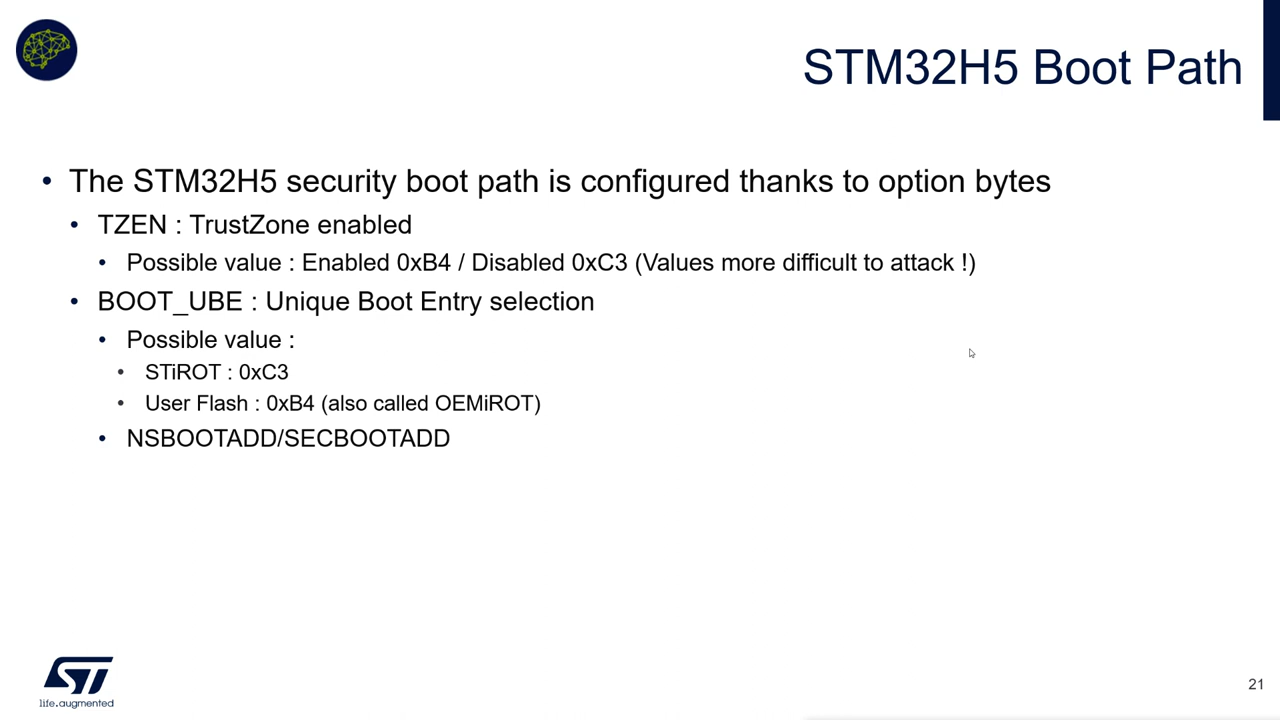 STM32H5 Boot Path
• The STM32H5 security boot path is configured thanks to option bytes
• TZEN : TrustZone enabled
• Possible value : Enabled 0xB4 / Disabled 0xC3 (Values more difficult to attack !)
• BOOT_UBE : Unique Boot Entry selection
• Possible value :
• STiROT : 0xC3
• User Flash : 0xB4 (also called OEMiROT)
• NSBOOTADD/SECBOOTADD
ST
life.augmented
21